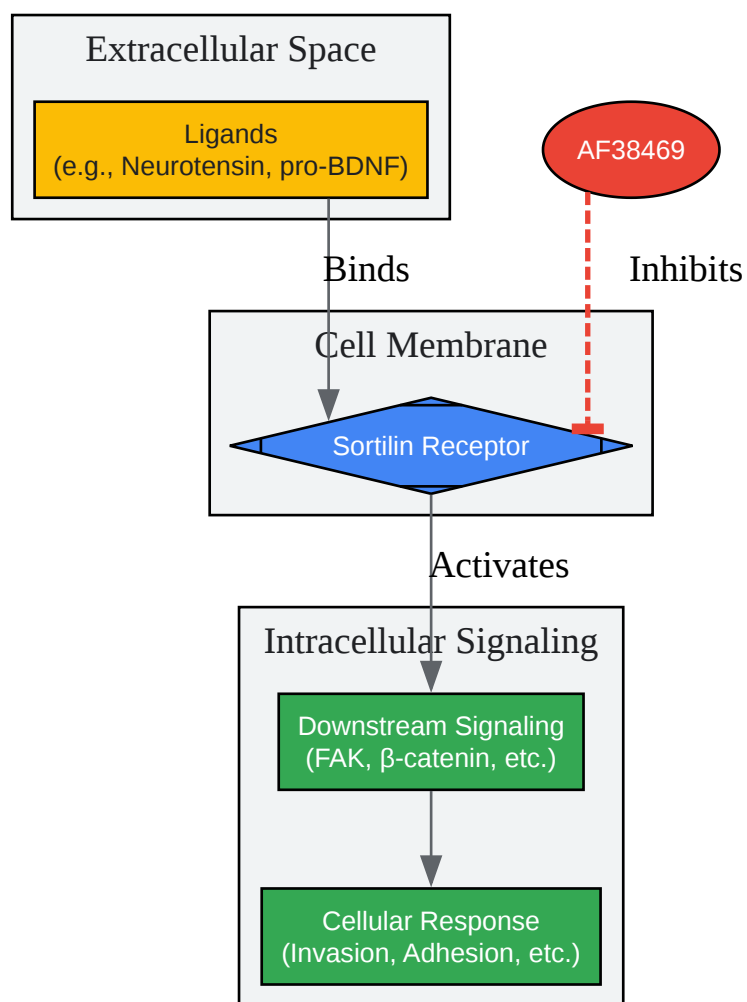 Extracellular Space
Ligands
(e.g., Neurotensin, pro-BDNF)
AF38469
Binds
Inhibits
Cell Membrane
Sortilin Receptor
Activates
Intracellular Signaling
Downstream Signaling
(FAK, β-catenin, etc.)
Cellular Response
(Invasion, Adhesion, etc.)